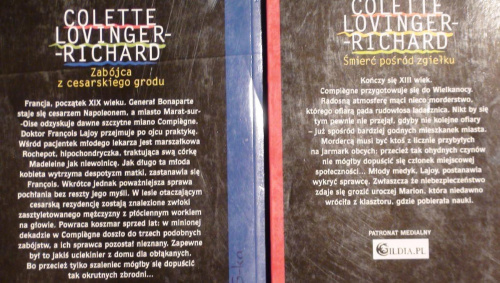 COLETTE
LOVINGER-
-RICHARD
Zabójca
z cesarskiego grodu
Francja, początek XIX wieku. Generał Bonaparte
staje się cesarzem Napoleonem, a miasto Marat-sur-
-Oise odzyskuje dawne szczytne miano Compiègne.
Doktor François Lajoy przejmuje po ojcu praktykę.
Wśród pacjentek młodego lekarza jest marszałkowa
Rochepot, hipochondryczka, traktująca swą córkę
Madeleine jak niewolnicę. Jak długo ta młoda
kobieta wytrzyma despotyzm matki, zastanawia się
François. Wkrótce jednak poważniejsza sprawa
pochłania bez reszty jego myśli. W lesie otaczającym
cesarską rezydencję zostają znalezione zwłoki
zasztyletowanego mężczyzny z płóciennym workiem
na głowie. Powraca koszmar sprzed lat: w minionej
dekadzie w Compiègne doszło do trzech podobnych
zabójstw, a ich sprawca pozostał nieznany. Zapewne
był to jakiś uciekinier z domu dla obłąkanych.
Bo przecież tylko szaleniec mógłby się dopuścić
tak okrutnych zbrodni...
COLETTE
LOVINGER-
-RICHARD
Śmierć pośród zgiełku
Kończy się XIII wiek.
Compiègne przygotowuje się do Wielkanocy.
Radosną atmosferę mąci nieco morderstwo,
którego ofiarą pada rudowłosa ladacznica. Nikt by się
tym pewnie nie przejął, gdyby nie kolejne ofiary
– już spośród bardziej godnych mieszkanek miasta.
Mordercą musi być ktoś z licznie przybyłych
na jarmark obcych; przecież tak ohydnych czynów
nie mógłby dopuścić się członek miejscowej
społeczności... Młody medyk, Lajoy, postanawia
wykryć sprawcę. Zwłaszcza że niebezpieczeństwo
zdaje się grozić uroczej Marion, która niedawno
wróciła z klasztoru, gdzie pobierała nauki.
PATRONAT MEDIALNY
GILDIA.PL